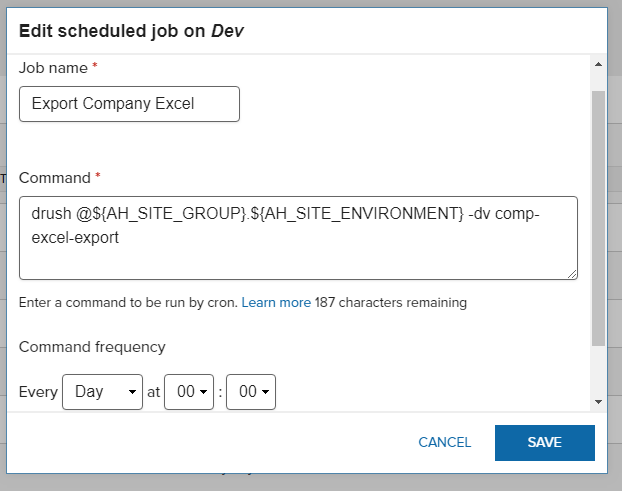 Edit scheduled job on Dev
Job name *
Export Company Excel
Command *
drush @${AH_SITE_GROUP}.${AH_SITE_ENVIRONMENT} -dv comp-
excel-export
Enter a command to be run by cron. Learn more 187 characters remaining
Command frequency
Every Day at 00 : 00
CANCEL SAVE